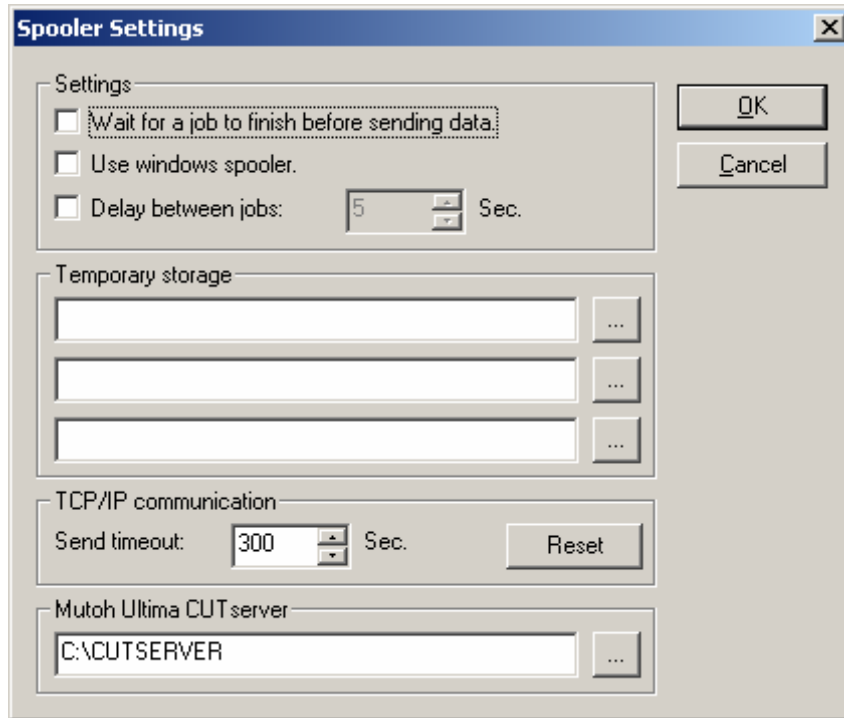 Spooler Settings
Settings
Wait for a job to finish before sending data.
Use windows spooler.
Delay between jobs: 5 Sec.
OK
Cancel
Temporary storage
...
...
...
TCP/IP communication
Send timeout: 300 Sec. Reset
Mutoh Ultima CUTserver
C:\CUTSERVER ...